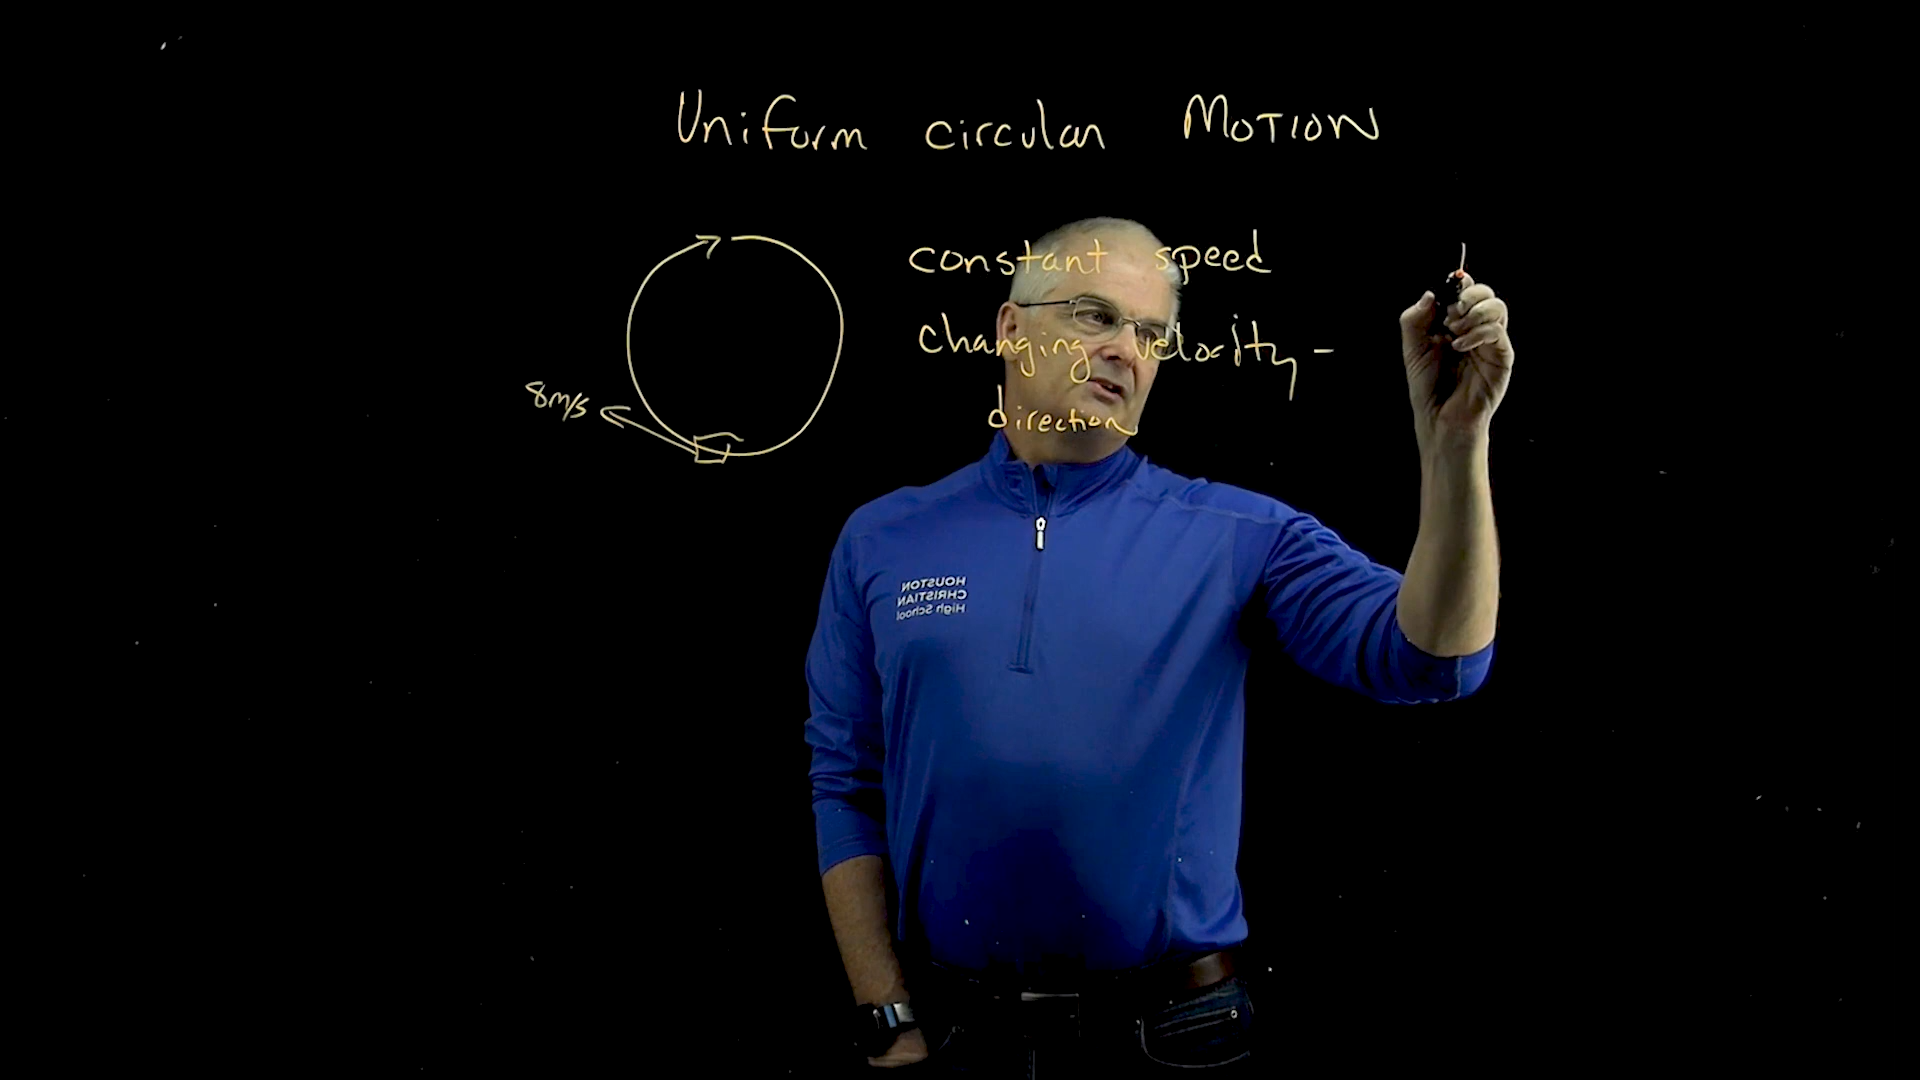 Uniform circular MOTION
constant speed
changing velocity -
direction
8m/s
HOUSTON
CHRISTIAN
High School